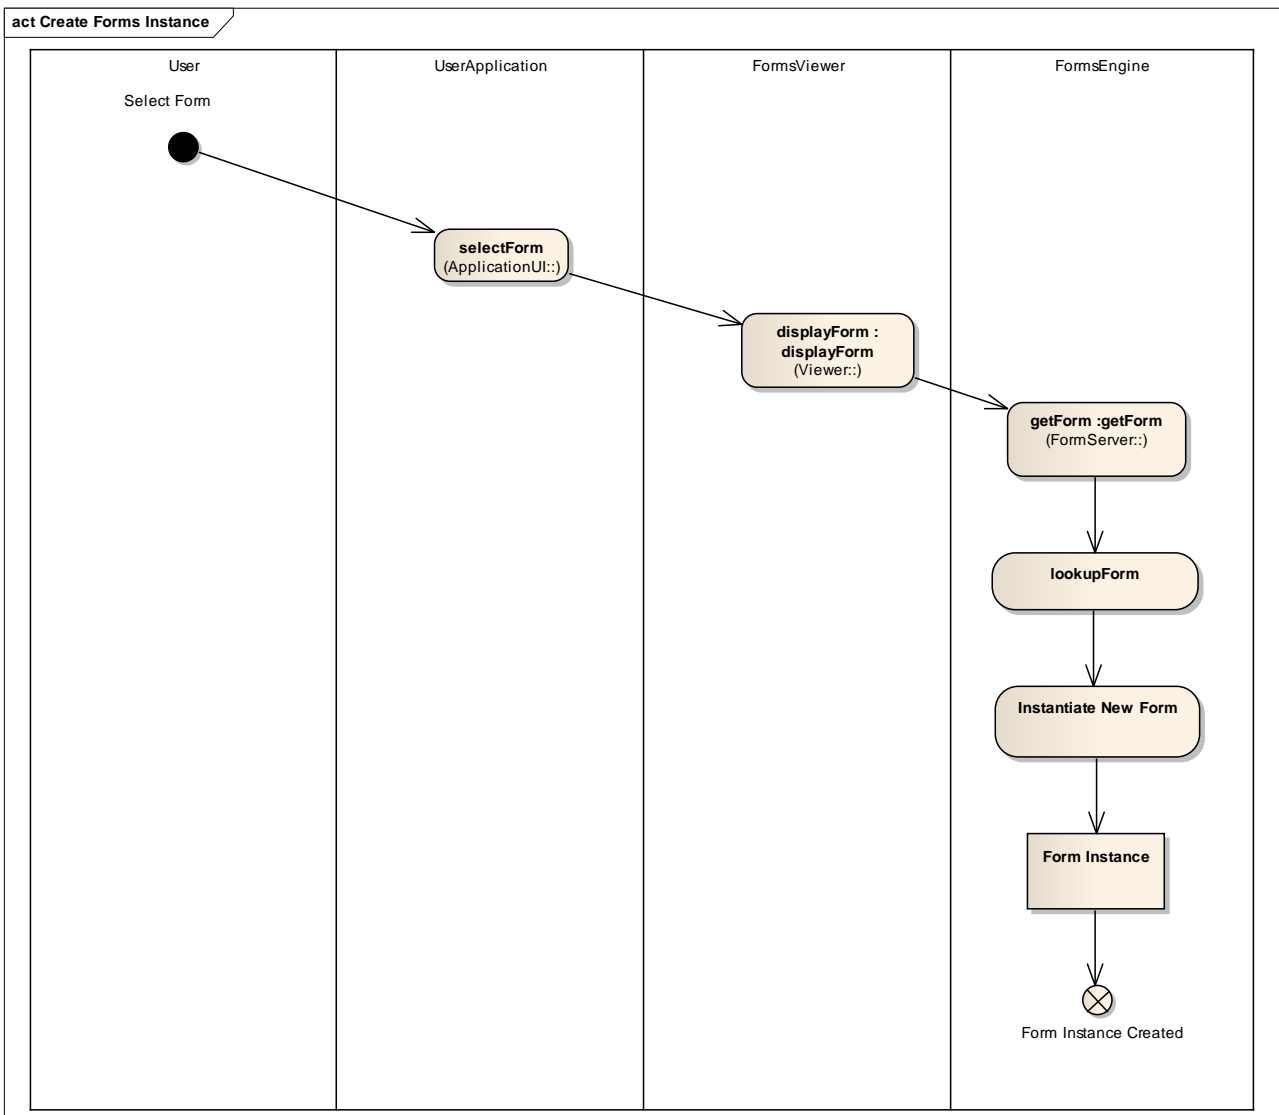 act Create Forms Instance
User
UserApplication
FormsViewer
FormsEngine
Select Form
selectForm
(ApplicationUI::)
displayForm :
displayForm
(Viewer::)
getForm :getForm
(FormServer::)
lookupForm
Instantiate New Form
Form Instance
Form Instance Created